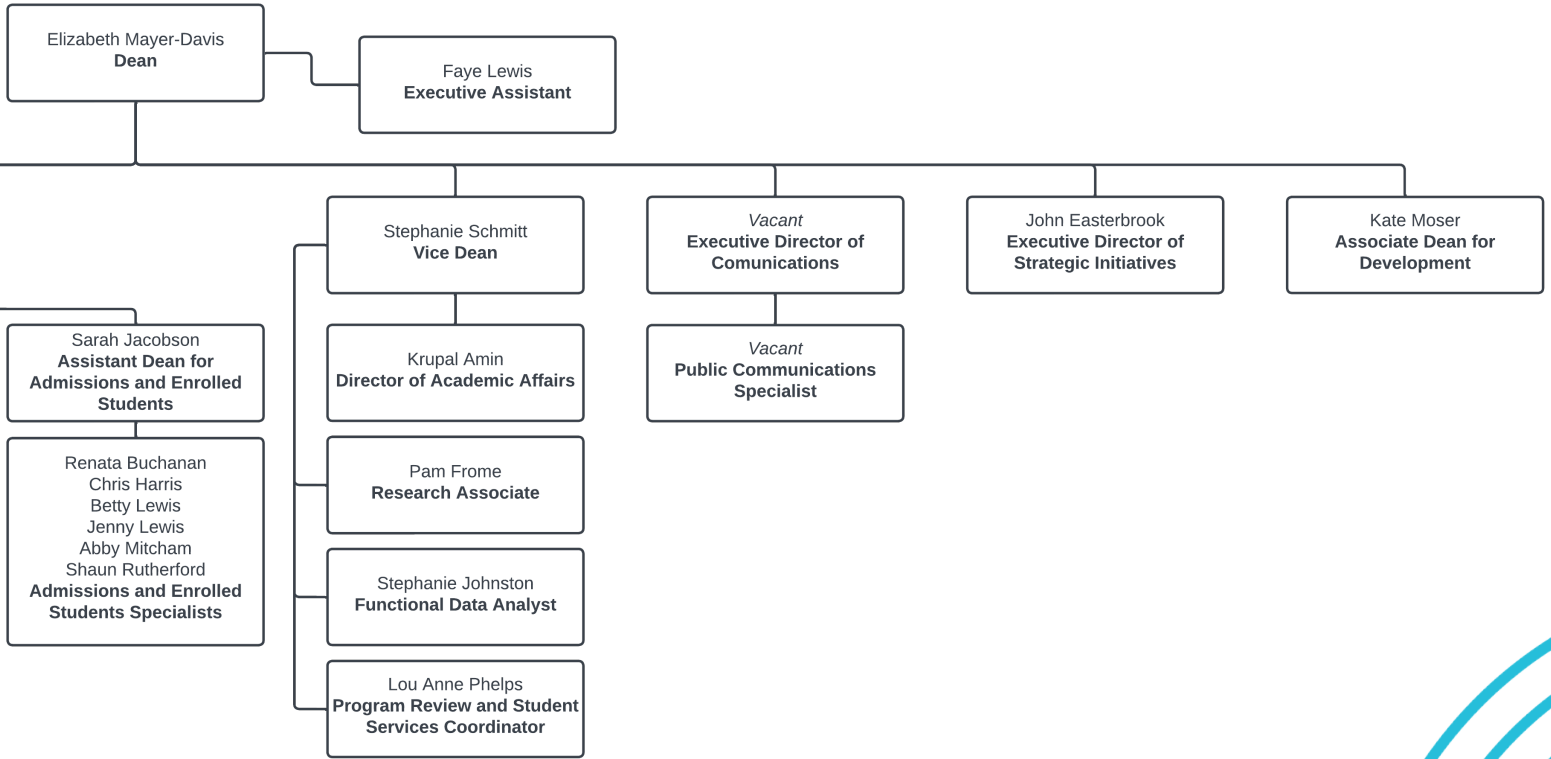 Elizabeth Mayer-Davis
Dean
Faye Lewis
Executive Assistant
Stephanie Schmitt
Vice Dean
Vacant
Executive Director of
Comunications
John Easterbrook
Executive Director of
Strategic Initiatives
Kate Moser
Associate Dean for
Development
Sarah Jacobson
Assistant Dean for
Admissions and Enrolled
Students
Krupal Amin
Director of Academic Affairs
Vacant
Public Communications
Specialist
Renata Buchanan
Chris Harris
Betty Lewis
Jenny Lewis
Abby Mitcham
Shaun Rutherford
Admissions and Enrolled
Students Specialists
Pam Frome
Research Associate
Stephanie Johnston
Functional Data Analyst
Lou Anne Phelps
Program Review and Student
Services Coordinator